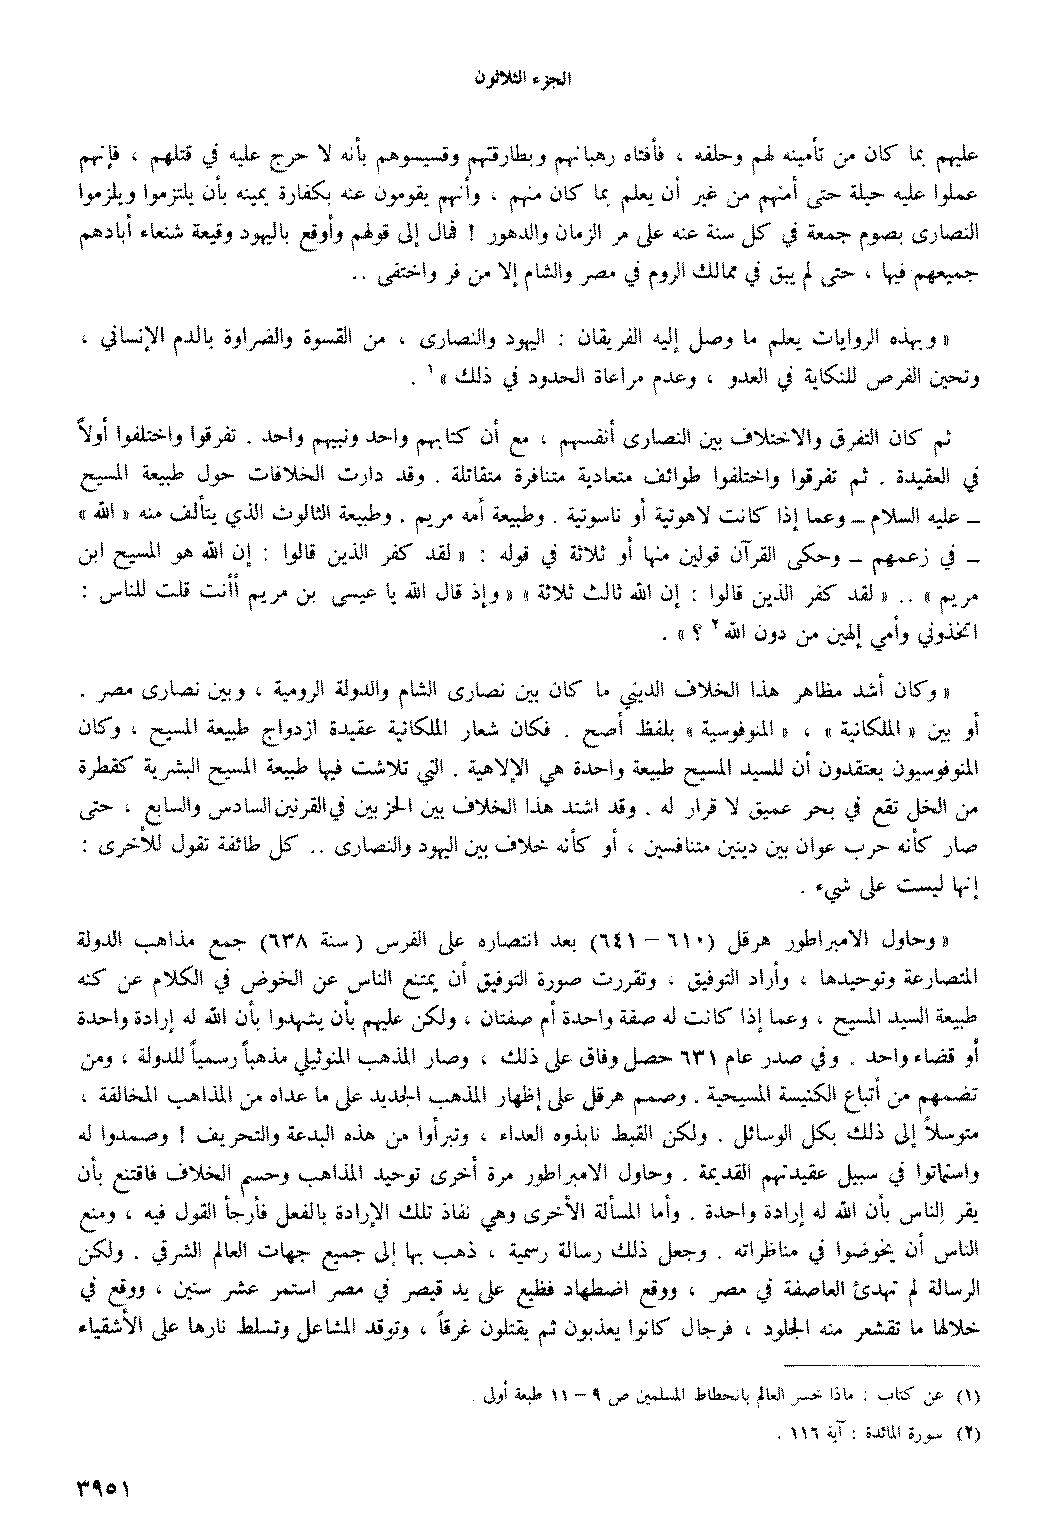 الجزء الثلاثون
عليهم بما كان من تأمينه لهم وحلفه ، فأفتاه رهبانهم وبطارقتهم وقسيسوهم بأنه لا حرج عليه في قتلهم ، فإنهم
عملوا عليه حيلة حتى أمنهم من غير أن يعلم بما كان منهم ، وأنهم يقومون عنه بكفارة يمينه بأن يلتزموا ويلزموا
النصارى بصوم جمعة في كل سنة عنه على مر الزمان والدهور ! فمال إلى قولهم وأوقع باليهود وقيعة شنعاء أبادهم
جميعهم فيها ، حتى لم يبق في ممالك الروم في مصر والشام إلا من فر واختفى ..
« وبهذه الروايات يعلم ما وصل إليه الفريقان : اليهود والنصارى ، من القسوة والضراوة بالدم الإنساني ،
وتحين الفرص للنكاية في العدو ، وعدم مراعاة الحدود في ذلك »١ .
ثم كان التفرق والاختلاف بين النصارى أنفسهم ، مع أن كتابهم واحد ونبيهم واحد . تفرقوا واختلفوا أولاً
في العقيدة . ثم تفرقوا واختلفوا طوائف متعادية متنافرة متقاتلة . وقد دارت الخلافات حول طبيعة المسيح
ـ عليه السلام ـ وعما إذا كانت لاهوتية أو ناسوتية . وطبيعة أمه مريم . وطبيعة الثالوث الذي يتألف منه « الله »
ـ في زعمهم ـ وحكى القرآن قولين منها أو ثلاثة في قوله : « لقد كفر الذين قالوا : إن الله هو المسيح ابن
مريم » .. « لقد كفر الذين قالوا : إن الله ثالث ثلاثة » « وإذ قال الله يا عيسى بن مريم أأنت قلت للناس :
اتخذوني وأمي إلهين من دون الله٢ ؟ » .
« وكان أشد مظاهر هذا الخلاف الديني ما كان بين نصارى الشام والدولة الرومية ، وبين نصارى مصر .
أو بين « الملكانية » ، « المنوفوسية » بلفظ أصح . فكان شعار الملكانية عقيدة ازدواج طبيعة المسيح ، وكان
المنوفوسيون يعتقدون أن للسيد المسيح طبيعة واحدة هي الإلاهية . التي تلاشت فيها طبيعة المسيح البشرية كقطرة
من الخل تقع في بحر عميق لا قرار له . وقد اشتد هذا الخلاف بين الحزبين في القرنين السادس والسابع ، حتى
صار كأنه حرب عوان بين دينين متنافسين ، أو كأنه خلاف بين اليهود والنصارى .. كل طائفة تقول للأخرى :
إنها ليست على شيء .
« وحاول الامبراطور هرقل (٦١٠ – ٦٤١) بعد انتصاره على الفرس (سنة ٦٣٨) جمع مذاهب الدولة
المتصارعة وتوحيدها ، وأراد التوفيق ، وتقررت صورة التوفيق أن يمتنع الناس عن الخوض في الكلام عن كنه
طبيعة السيد المسيح ، وعما إذا كانت له صفة واحدة أم صفتان ، ولكن عليهم بأن يشهدوا بأن الله له إرادة واحدة
أو قضاء واحد . وفي صدر عام ٦٣١ حصل وفاق على ذلك ، وصار المذهب المنوثيلي مذهباً رسمياً للدولة ، ومن
تضمهم من أتباع الكنيسة المسيحية . وصمم هرقل على إظهار المذهب الجديد على ما عداه من المذاهب المخالفة ،
متوسلاً إلى ذلك بكل الوسائل . ولكن القبط نابذوه العداء ، وتبرأوا من هذه البدعة والتحريف ! وصمدوا له
واستماتوا في سبيل عقيدتهم القديمة . وحاول الامبراطور مرة أخرى توحيد المذاهب وحسم الخلاف فاقتنع بأن
يقر الناس بأن الله له إرادة واحدة . وأما المسألة الأخرى وهي نفاذ تلك الإرادة بالفعل فأرجأ القول فيه ، ومنع
الناس أن يخوضوا في مناظراته . وجعل ذلك رسالة رسمية ، ذهب بها إلى جميع جهات العالم الشرقي . ولكن
الرسالة لم تهدئ العاصفة في مصر ، ووقع اضطهاد فظيع على يد قيصر في مصر استمر عشر سنين ، ووقع في
خلالها ما تقشعر منه الجلود ، فرجال كانوا يعذبون ثم يقتلون غرقاً ، وتوقد المشاعل وتسلط نارها على الأشقياء
(١) عن كتاب : ماذا خسر العالم بانحطاط المسلمين ص ٩ – ١١ طبعة أولى .
(٢) سورة المائدة : آية ١١٦ .
٣٩٥١